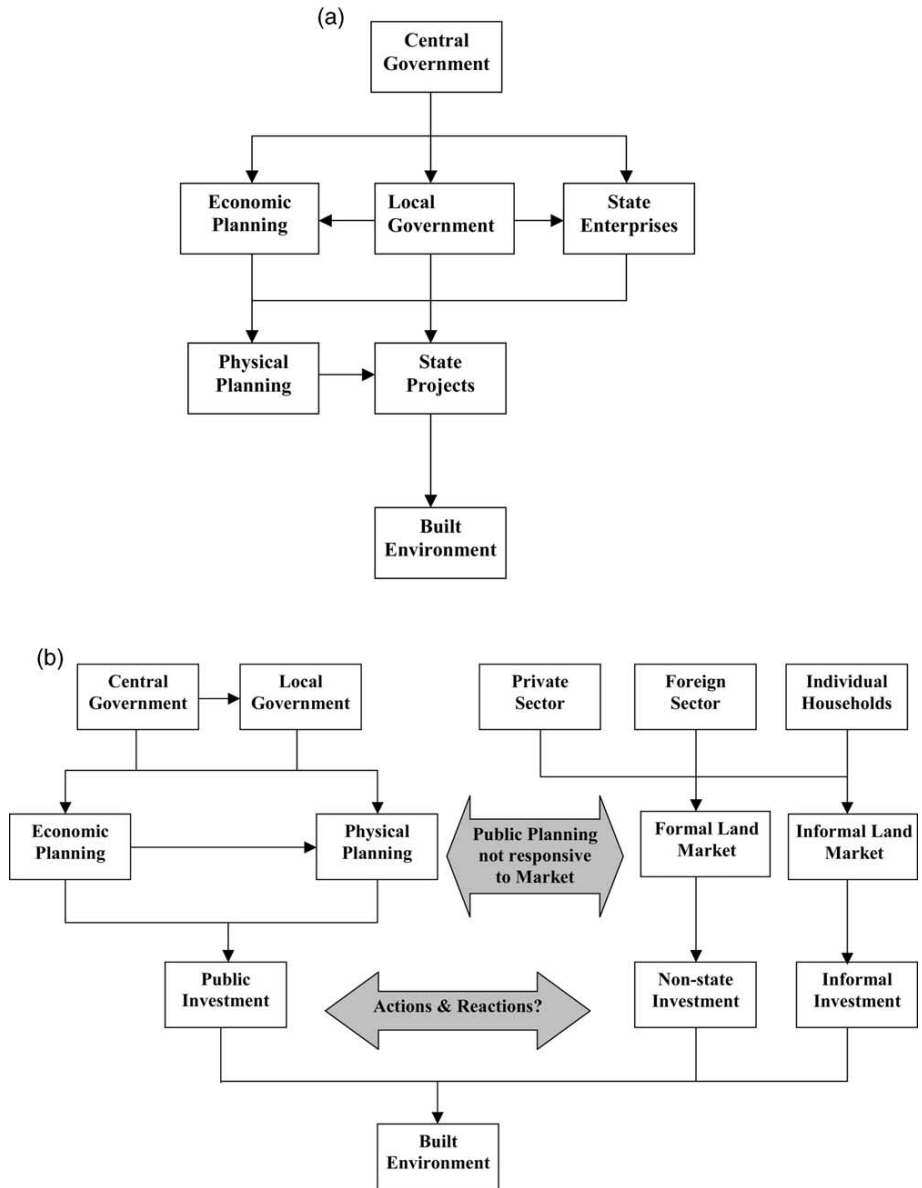 (a)
Central
Government
Economic
Planning
Local
Government
State
Enterprises
Physical
Planning
State
Projects
Built
Environment
(b)
Central
Government
Local
Government
Private
Sector
Foreign
Sector
Individual
Households
Economic
Planning
Physical
Planning
Public Planning
not responsive
to Market
Formal Land
Market
Informal Land
Market
Public
Investment
Actions & Reactions?
Non-state
Investment
Informal
Investment
Built
Environment